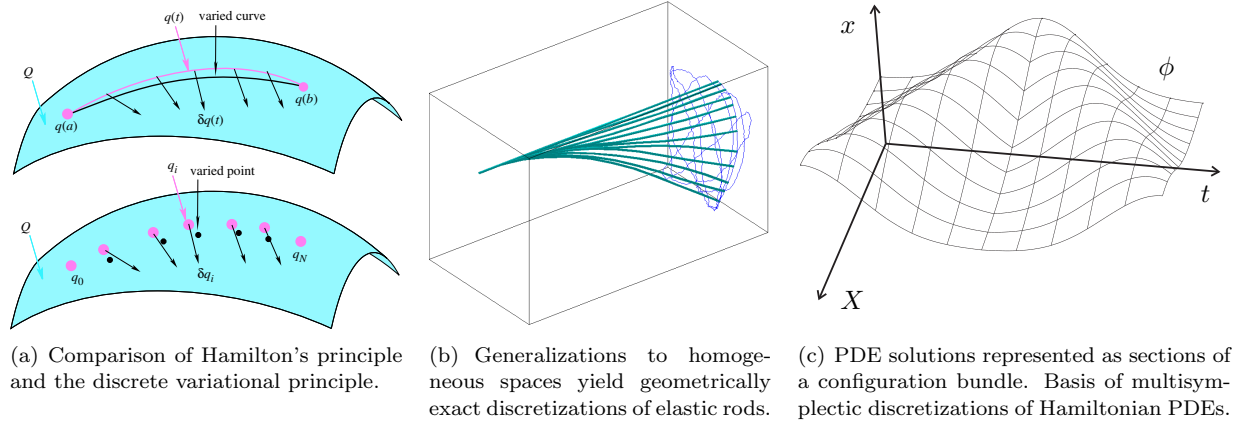 q(t)
varied curve
Q
q(a)
q(b)
δq(t)
q_i
varied point
Q
q_0
q_N
δq_i
(a) Comparison of Hamilton's principle
and the discrete variational principle.
(b) Generalizations to homoge-
neous spaces yield geometrically
exact discretizations of elastic rods.
x
ϕ
t
X
(c) PDE solutions represented as sections of
a configuration bundle. Basis of multisym-
plectic discretizations of Hamiltonian PDEs.